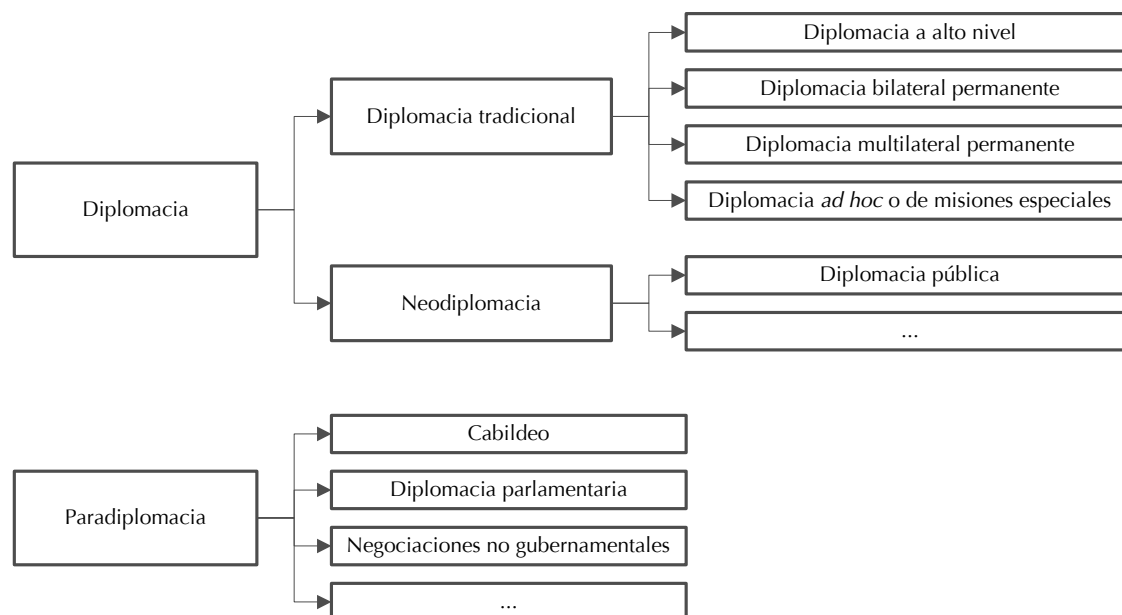 Diplomacia
Diplomacia tradicional
Diplomacia a alto nivel
Diplomacia bilateral permanente
Diplomacia multilateral permanente
Diplomacia ad hoc o de misiones especiales
Neodiplomacia
Diplomacia pública
...
Paradiplomacia
Cabildeo
Diplomacia parlamentaria
Negociaciones no gubernamentales
...